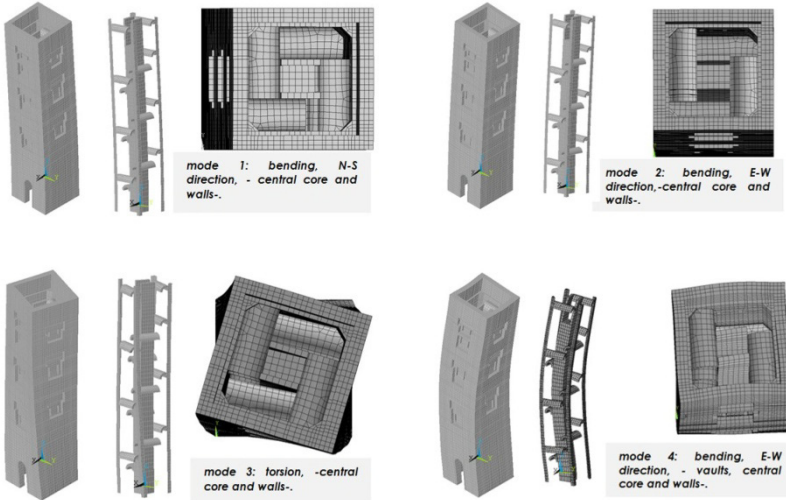 mode 1: bending, N-S
direction, - central core and
walls-.
mode 2: bending, E-W
direction,-central core and
walls-.
mode 3: torsion, -central
core and walls-.
mode 4: bending, E-W
direction, - vaults, central
core and walls-.